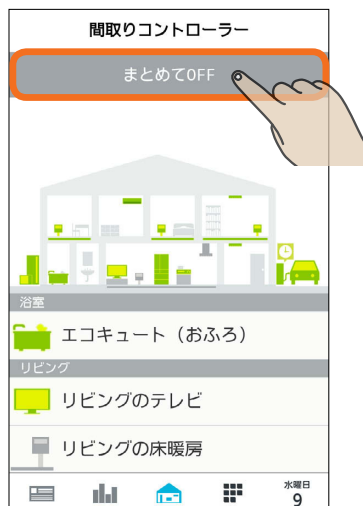 間取りコントローラー
まとめてOFF
浴室
エコキュート（おふろ）
リビング
リビングのテレビ
リビングの床暖房
水曜日
9